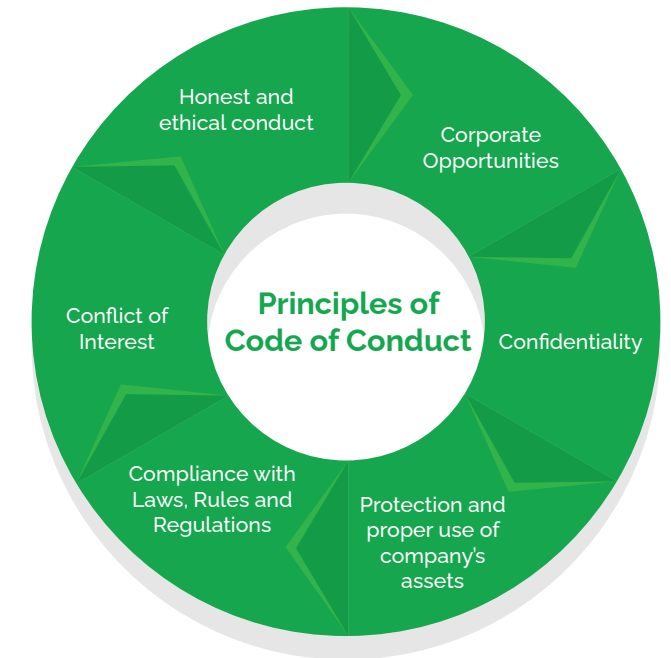 Principles of
Code of Conduct
Honest and
ethical conduct
Corporate
Opportunities
Confidentiality
Protection and
proper use of
company’s
assets
Compliance with
Laws, Rules and
Regulations
Conflict of
Interest